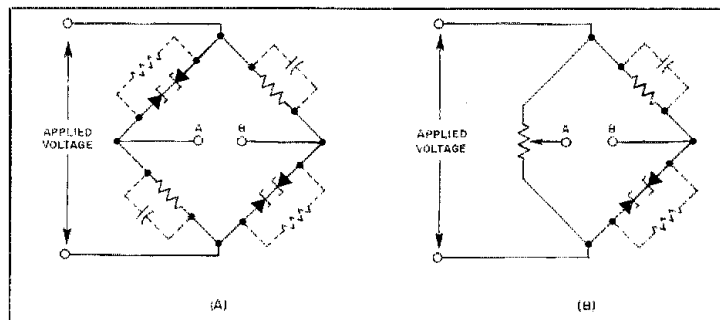 A B
APPLIED
VOLTAGE
(A)
A B
APPLIED
VOLTAGE
(B)